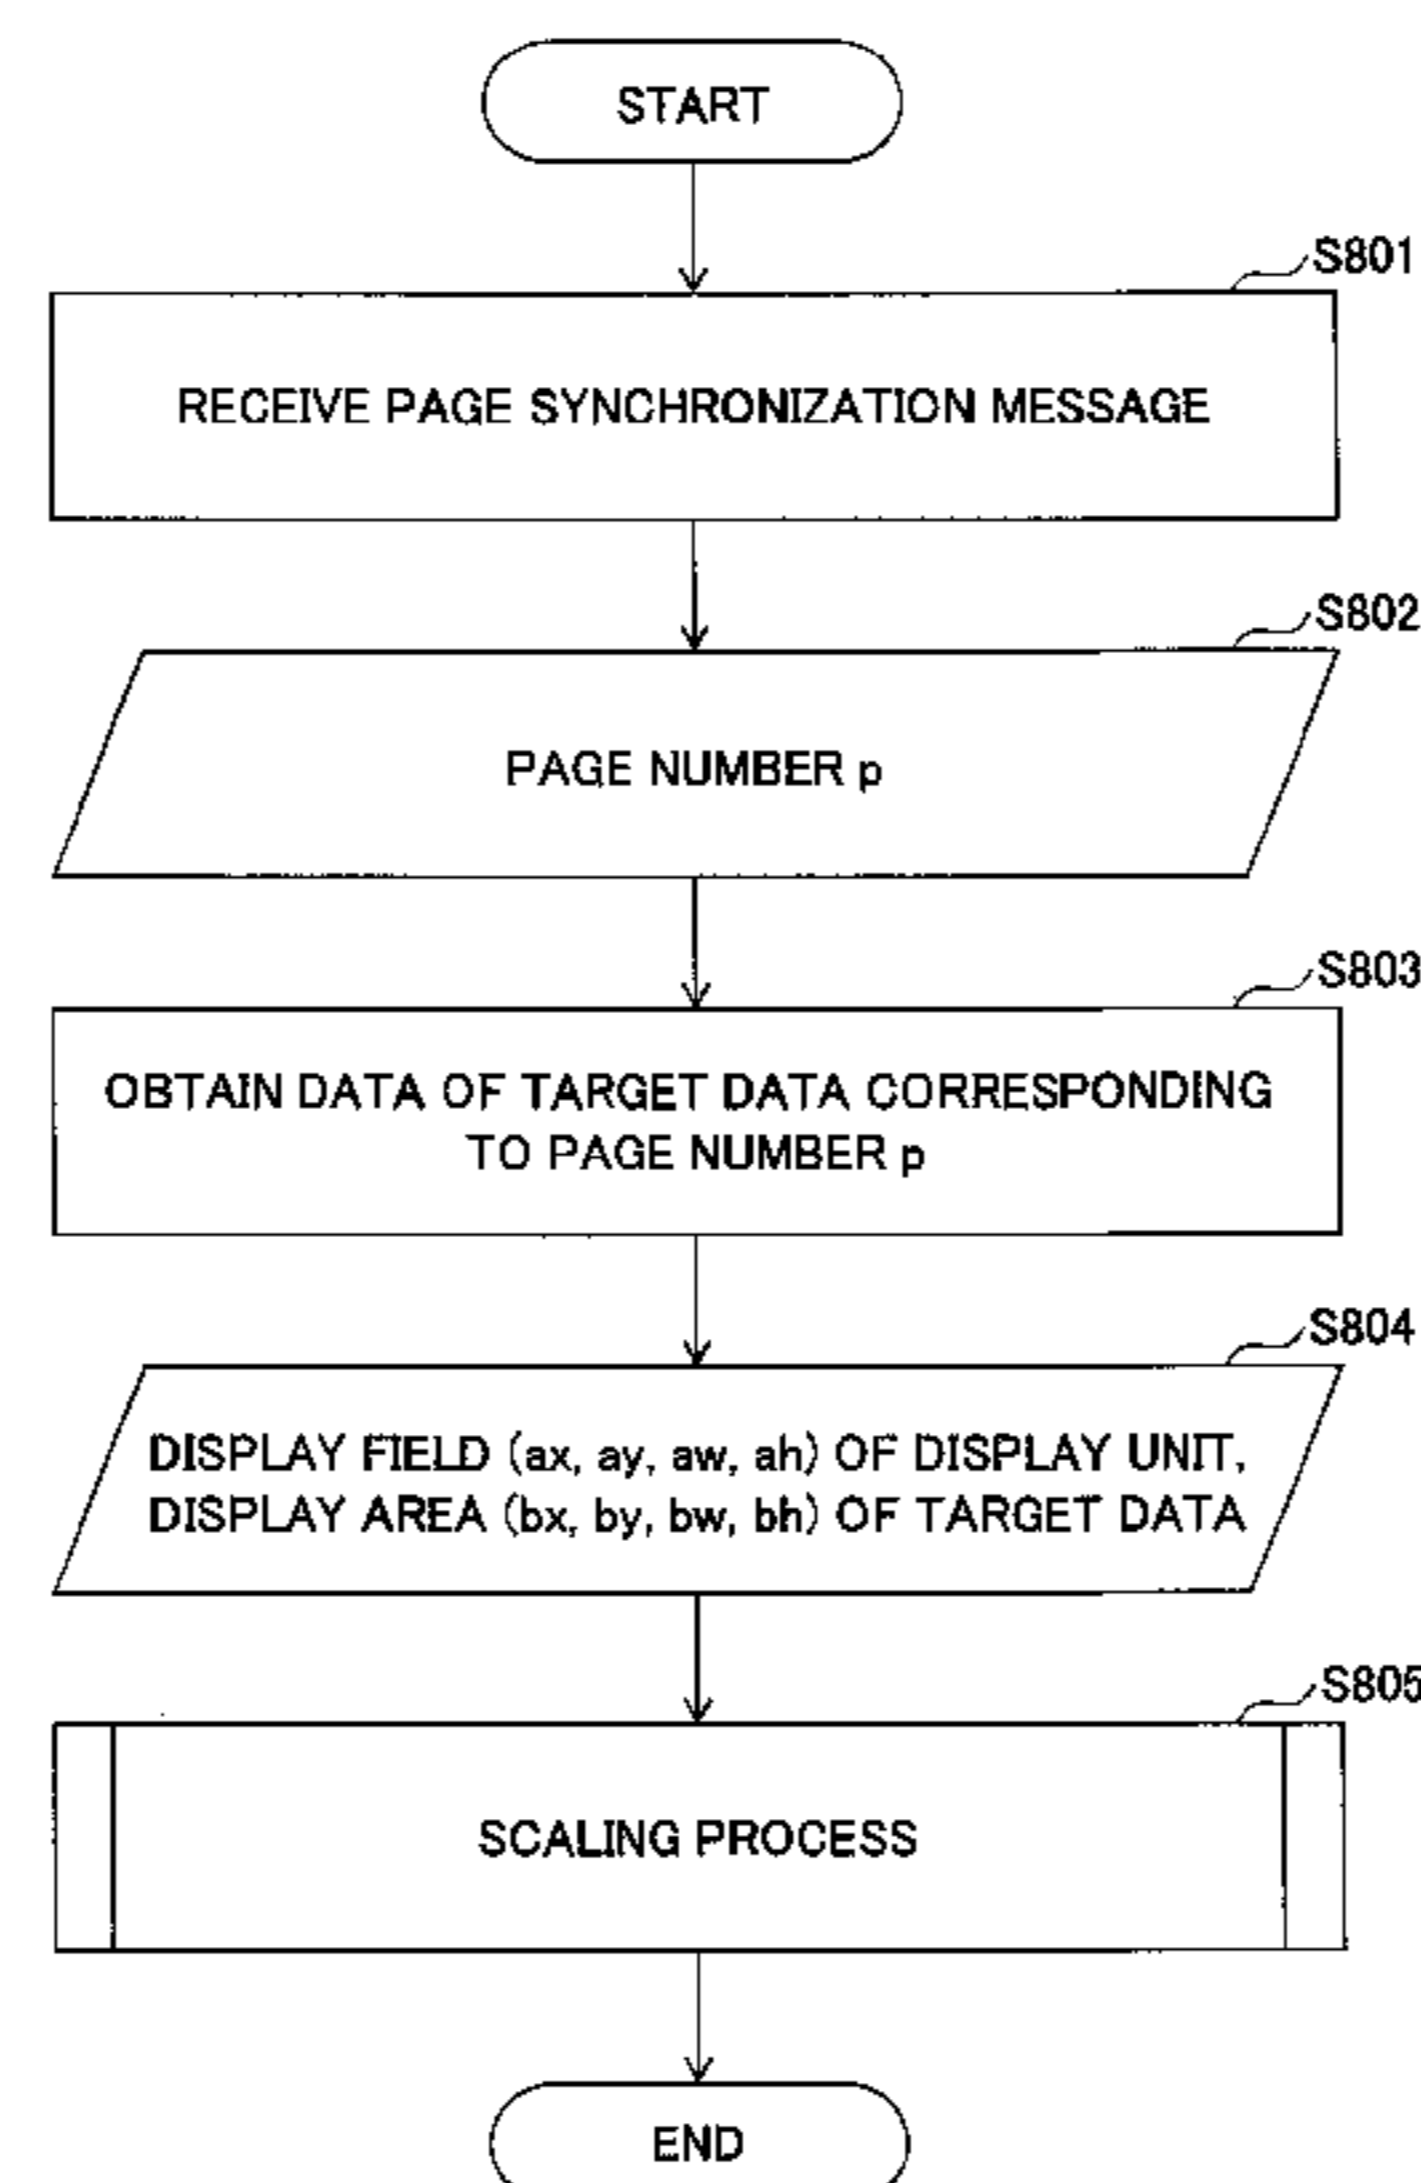 START
S801
RECEIVE PAGE SYNCHRONIZATION MESSAGE
S802
PAGE NUMBER p
S803
OBTAIN DATA OF TARGET DATA CORRESPONDING
TO PAGE NUMBER p
S804
DISPLAY FIELD (ax, ay, aw, ah) OF DISPLAY UNIT,
DISPLAY AREA (bx, by, bw, bh) OF TARGET DATA
S805
SCALING PROCESS
END